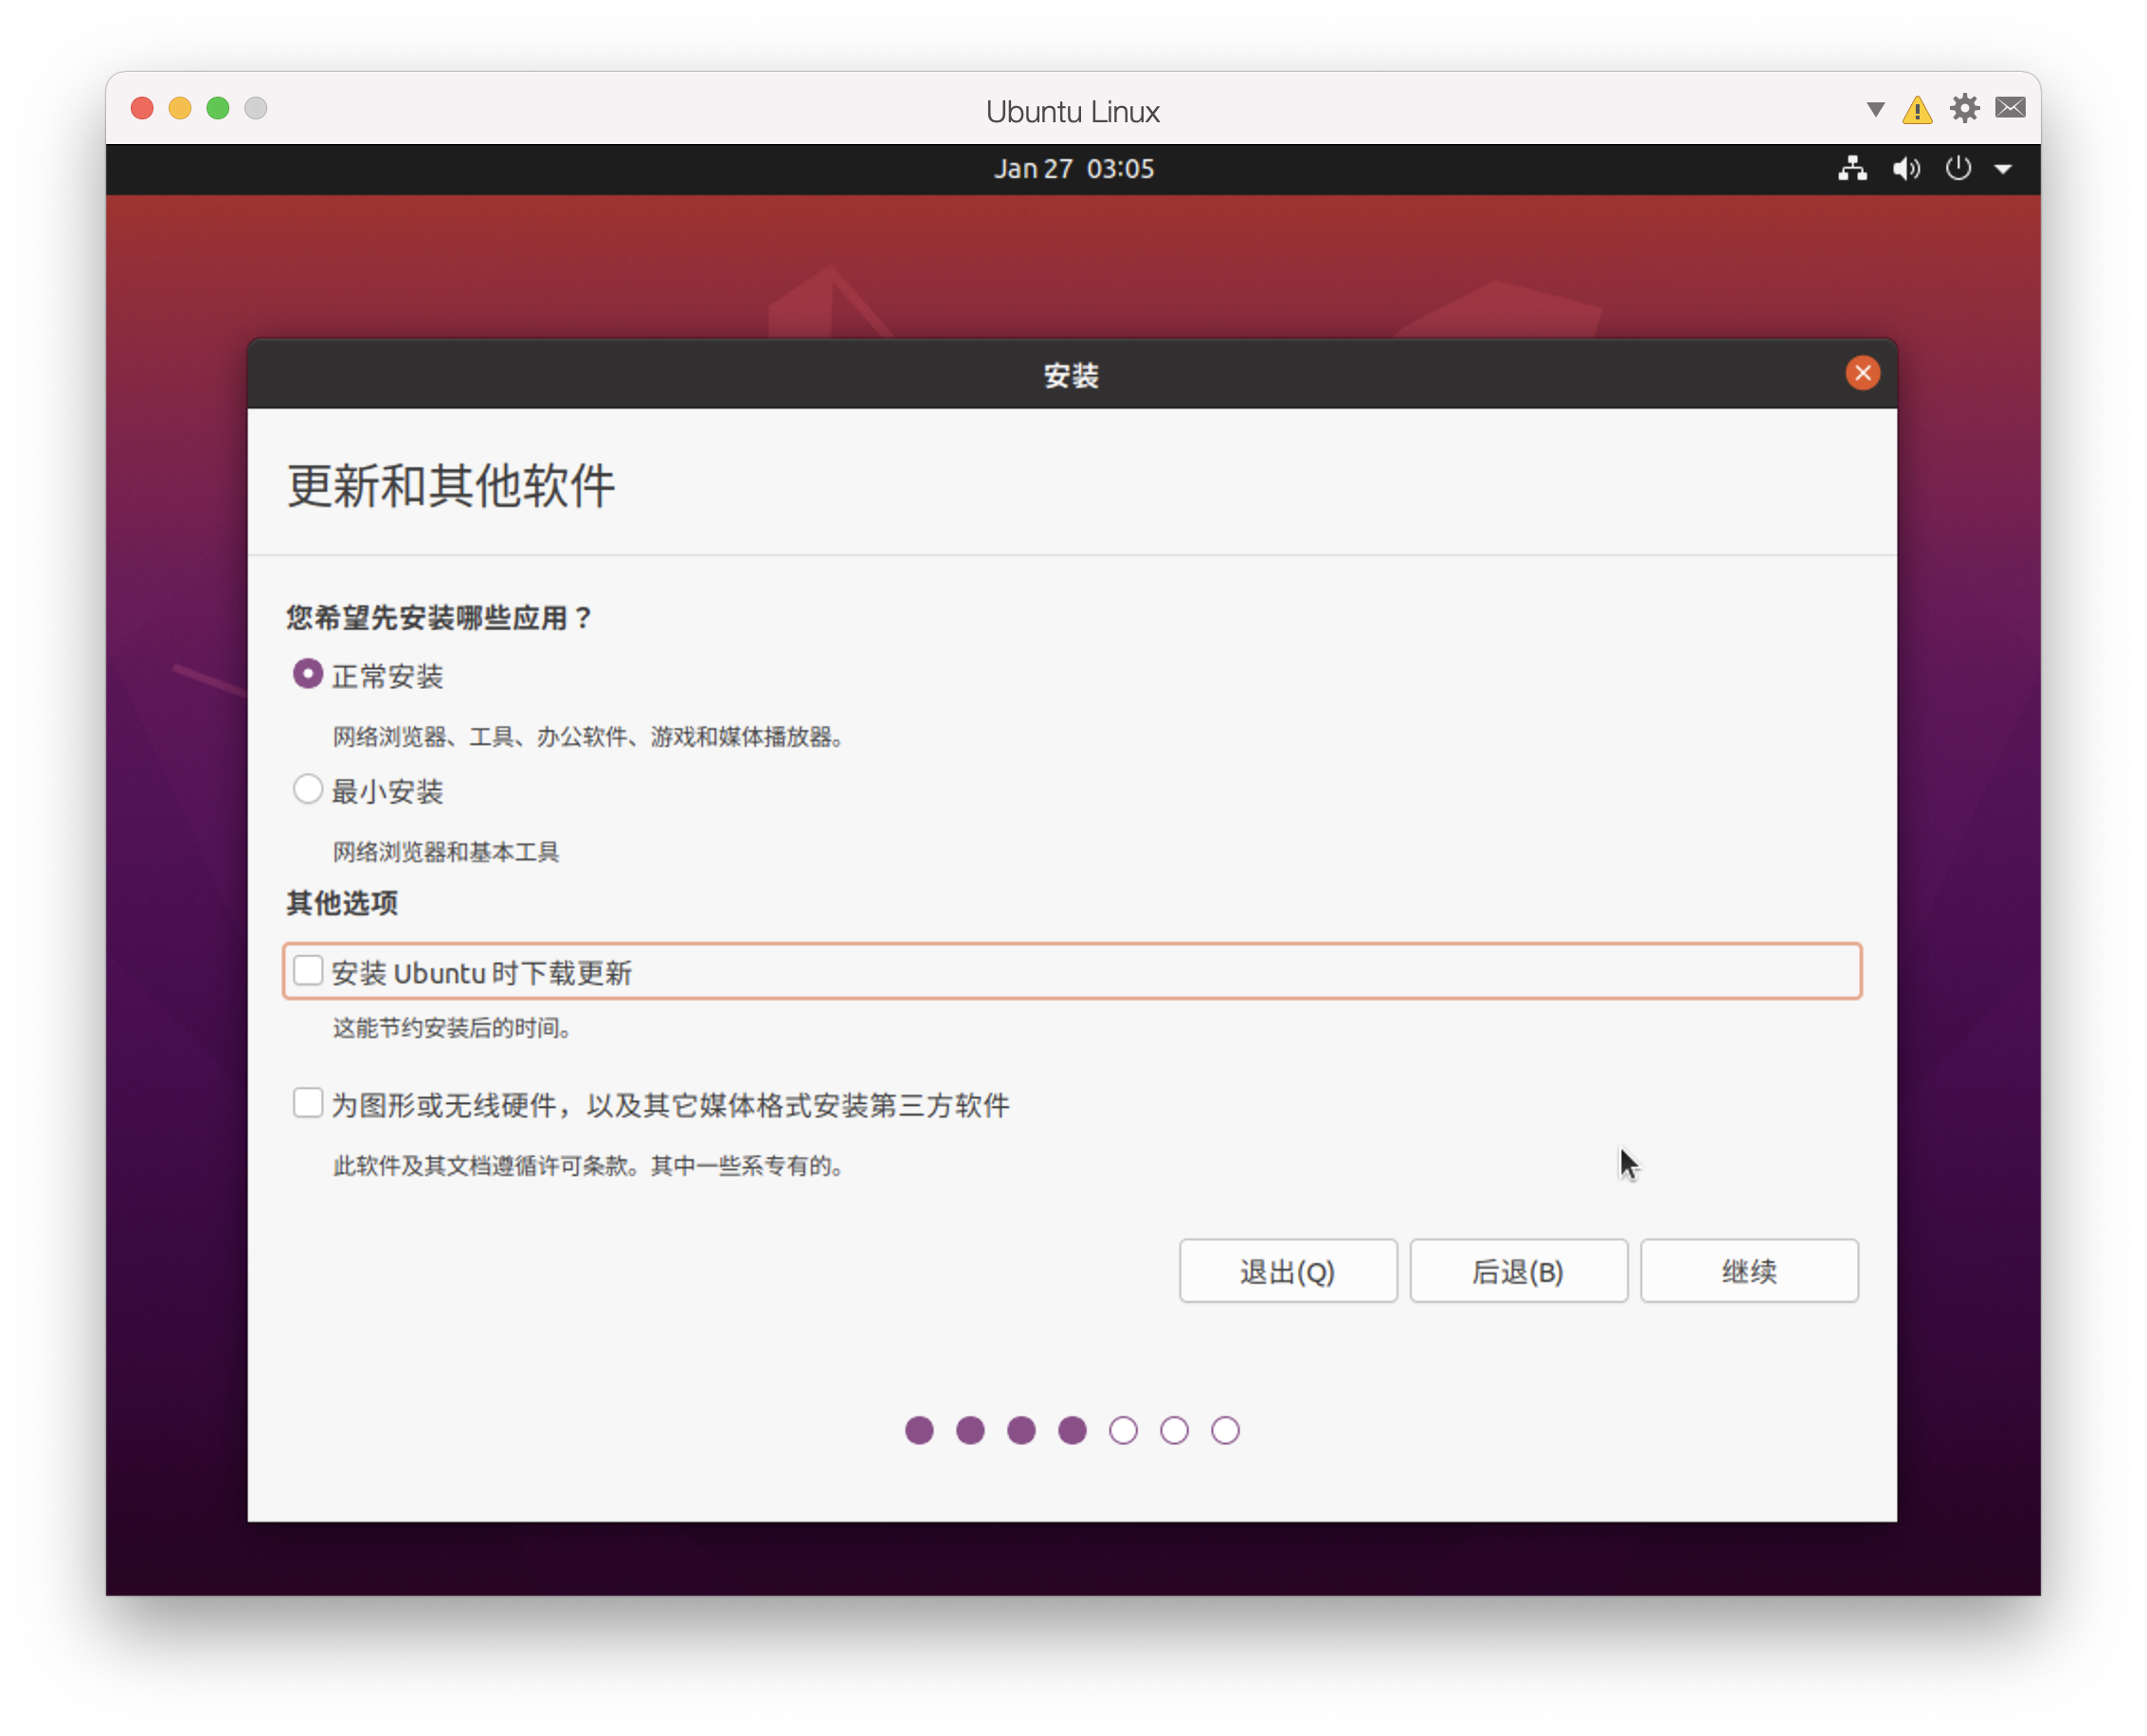 Ubuntu Linux
Jan 27 03:05
安装
更新和其他软件
您希望先安装哪些应用？
正常安装
网络浏览器、工具、办公软件、游戏和媒体播放器。
最小安装
网络浏览器和基本工具
其他选项
安装 Ubuntu 时下载更新
这能节约安装后的时间。
为图形或无线硬件，以及其它媒体格式安装第三方软件
此软件及其文档遵循许可条款。其中一些系专有的。
退出(Q)
后退(B)
继续